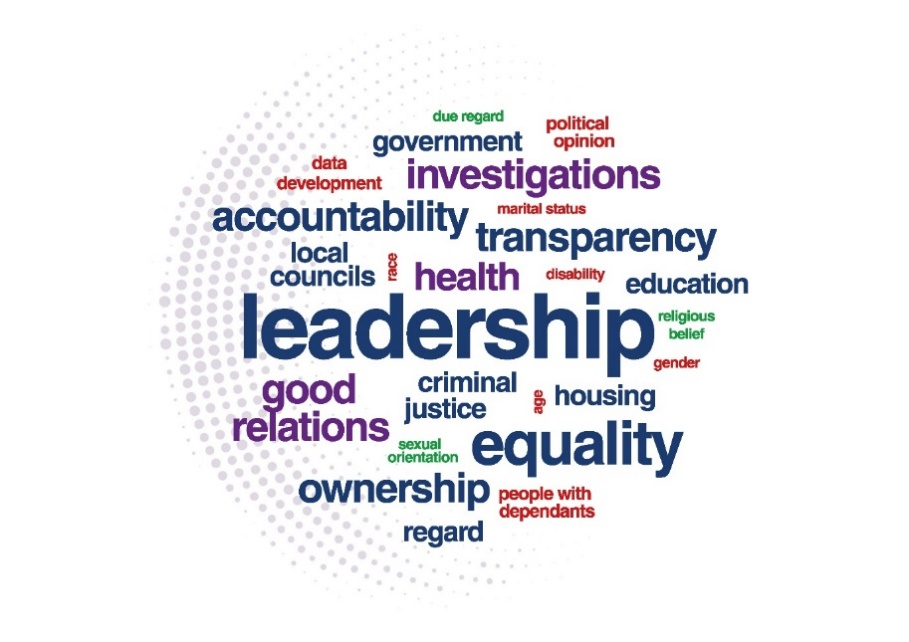 due regard
political
opinion
government
data
development
investigations
accountability
marital status
transparency
local
councils
race
health
disability
education
leadership
religious
belief
gender
good
relations
criminal
justice
age
housing
sexual
orientation
equality
ownership
people with
dependants
regard